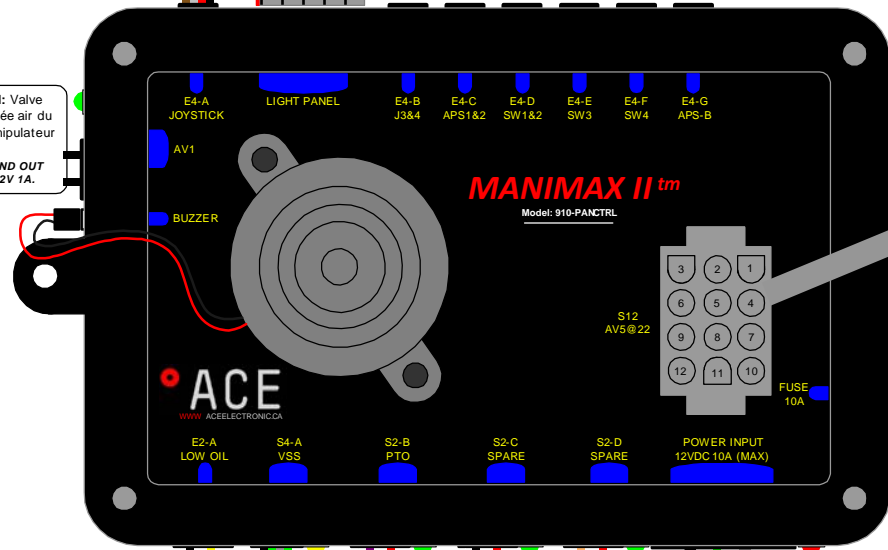 E4-A
JOYSTICK
LIGHT PANEL
E4-B
J3&4
E4-C
APS1&2
E4-D
SW1&2
E4-E
SW3
E4-F
SW4
E4-G
APS-B
: Valve
ée air du
nipulateur
ND OUT
2V 1A.
AV1
BUZZER
MANIMAX II tm
Model: 910-PANCTRL
S12
AV5@22
3 2 1
6 5 4
9 8 7
12 11 10
FUSE
10A
ACE
WWW ACEELECTRONIC.CA
E2-A
LOW OIL
S4-A
VSS
S2-B
PTO
S2-C
SPARE
S2-D
SPARE
POWER INPUT
12VDC 10A (MAX)